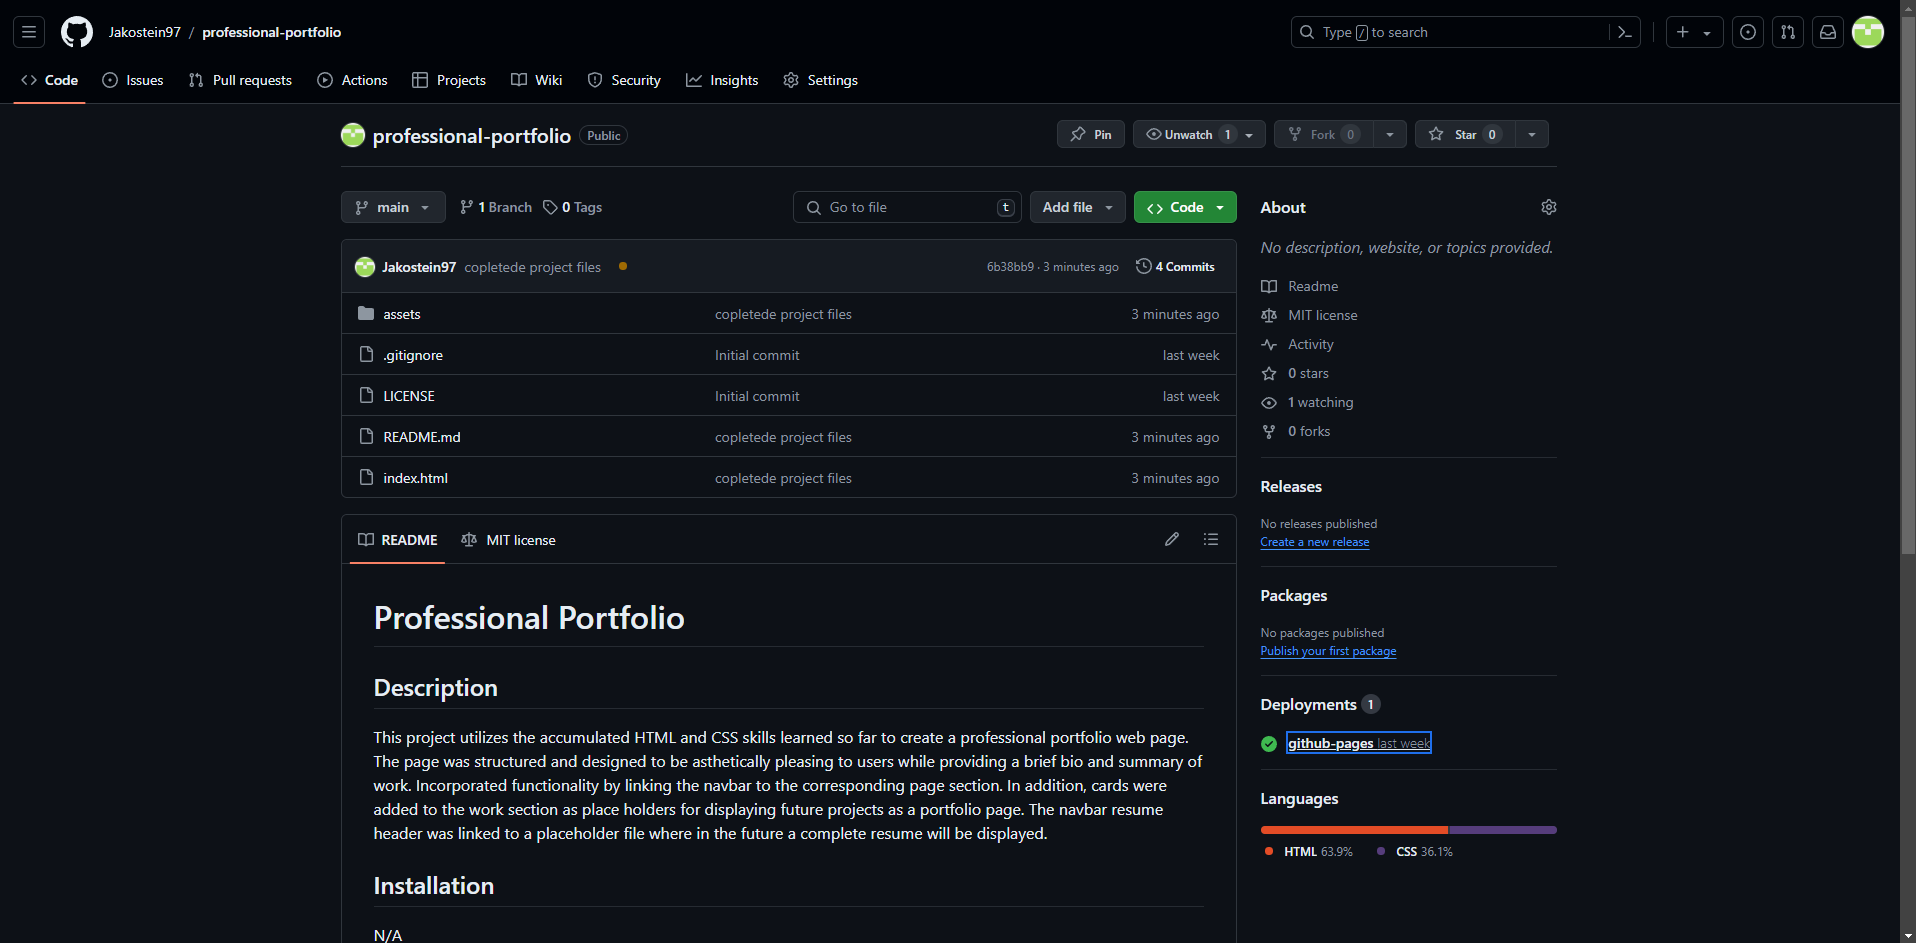 Jakostein97 / professional-portfolio
Type / to search
Code Issues Pull requests Actions Projects Wiki Security Insights Settings
professional-portfolio Public
Pin Unwatch 1 Fork 0 Star 0
main 1 Branch 0 Tags
Go to file t Add file Code
Jakostein97 copletede project files 6b38bb9 · 3 minutes ago 4 Commits
assets copletede project files 3 minutes ago
.gitignore Initial commit last week
LICENSE Initial commit last week
README.md copletede project files 3 minutes ago
index.html copletede project files 3 minutes ago
README MIT license
Professional Portfolio
Description
This project utilizes the accumulated HTML and CSS skills learned so far to create a professional portfolio web page.
The page was structured and designed to be asthetically pleasing to users while providing a brief bio and summary of
work. Incorporated functionality by linking the navbar to the corresponding page section. In addition, cards were
added to the work section as place holders for displaying future projects as a portfolio page. The navbar resume
header was linked to a placeholder file where in the future a complete resume will be displayed.
Installation
N/A
About
No description, website, or topics provided.
Readme
MIT license
Activity
0 stars
1 watching
0 forks
Releases
No releases published
Create a new release
Packages
No packages published
Publish your first package
Deployments 1
github-pages last week
Languages
HTML 63.9% CSS 36.1%